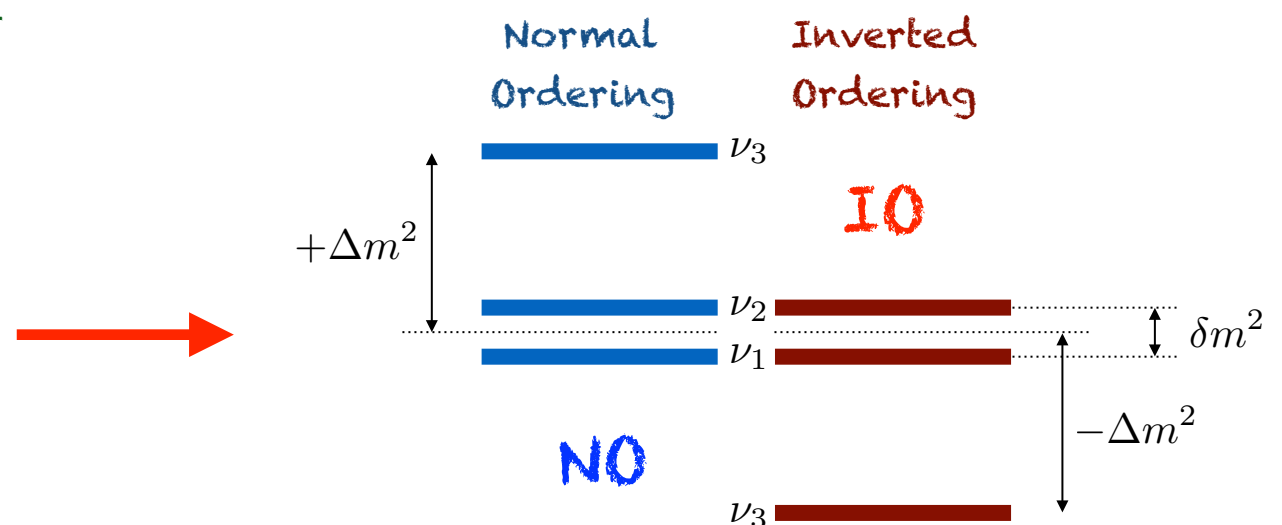 Normal Inverted
Ordering Ordering
ν₃
IO
+Δm²
ν₂
δm²
ν₁
−Δm²
NO
ν₃